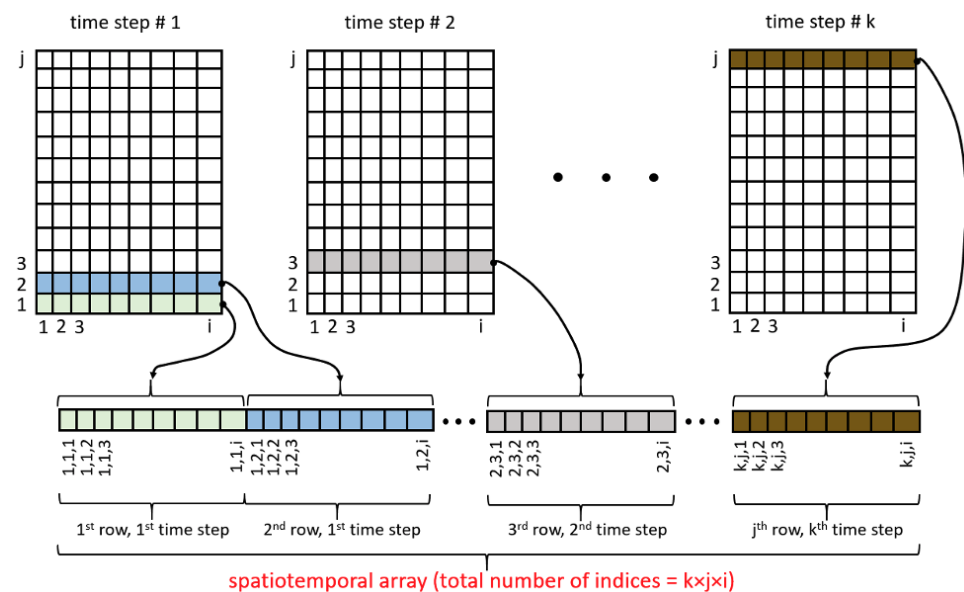 time step # 1
time step # 2
time step # k
j
3
2
1
1 2 3 i
3
2
1
1 2 3 i
j
3
2
1
1 2 3 i
1,1,1
1,1,2
1,1,3
1,1,i
1,2,1
1,2,2
1,2,3
1,2,i
2,3,1
2,3,2
2,3,3
2,3,i
k,j,1
k,j,2
k,j,3
k,j,i
1st row, 1st time step
2nd row, 1st time step
3rd row, 2nd time step
jth row, kth time step
spatiotemporal array (total number of indices = k×j×i)